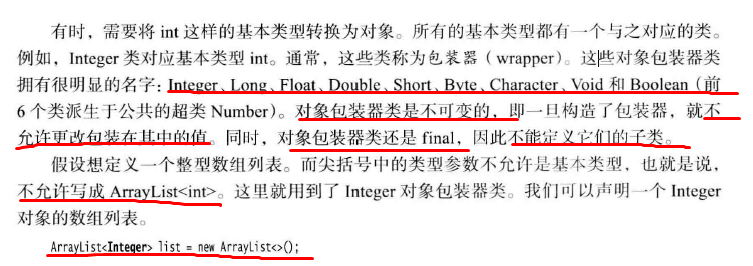 有时,需要将 int 这样的基本类型转换为对象。所有的基本类型都有一个与之对应的类。
例如,Integer 类对应基本类型 int。通常,这些类称为包装器(wrapper)。这些对象包装器类
拥有很明显的名字:Integer、Long、Float、Double、Short、Byte、Character、Void 和 Boolean(前
6 个类派生于公共的超类 Number)。对象包装器类是不可变的,即一旦构造了包装器,就不
允许更改包装在其中的值。同时,对象包装器类还是 final,因此不能定义它们的子类。
假设想定义一个整型数组列表。而尖括号中的类型参数不允许是基本类型,也就是说,
不允许写成 ArrayList<int>。这里就用到了 Integer 对象包装器类。我们可以声明一个 Integer
对象的数组列表。
ArrayList<Integer> list = new ArrayList<>();